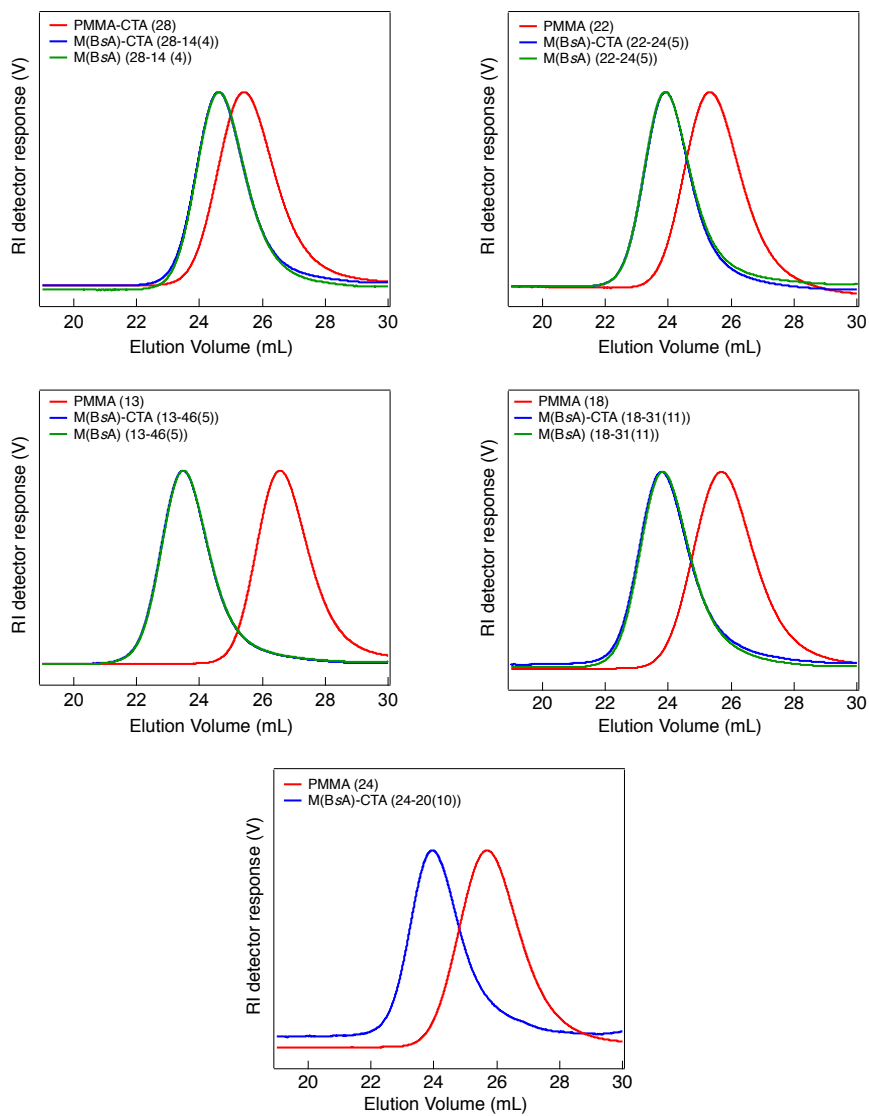 PMMA-CTA (28)
M(BsA)-CTA (28-14(4))
M(BsA) (28-14 (4))
RI detector response (V)
20 22 24 26 28 30
Elution Volume (mL)
PMMA (22)
M(BsA)-CTA (22-24(5))
M(BsA) (22-24(5))
RI detector response (V)
20 22 24 26 28 30
Elution Volume (mL)
PMMA (13)
M(BsA)-CTA (13-46(5))
M(BsA) (13-46(5))
RI detector response (V)
20 22 24 26 28 30
Elution Volume (mL)
PMMA (18)
M(BsA)-CTA (18-31(11))
M(BsA) (18-31(11))
RI detector response (V)
20 22 24 26 28 30
Elution Volume (mL)
PMMA (24)
M(BsA)-CTA (24-20(10))
RI detector response (V)
20 22 24 26 28 30
Elution Volume (mL)